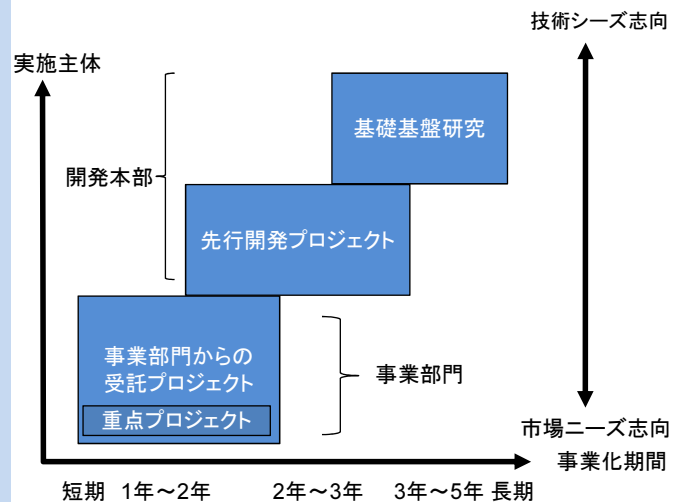 技術シーズ志向
実施主体
基礎基盤研究
開発本部
先行開発プロジェクト
事業部門からの
受託プロジェクト
重点プロジェクト
事業部門
市場ニーズ志向
事業化期間
短期 1年～2年 2年～3年 3年～5年 長期